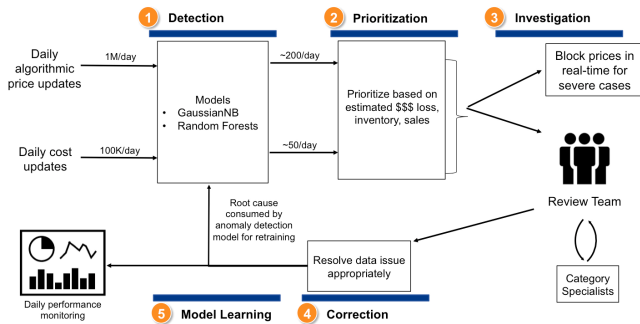 1 Detection
2 Prioritization
3 Investigation
Daily
algorithmic
price updates
1M/day
Models
• GaussianNB
• Random Forests
~200/day
Prioritize based on
estimated $$$ loss,
inventory, sales
Block prices in
real-time for
severe cases
Daily cost
updates
100K/day
~50/day
Review Team
Root cause
consumed by
anomaly detection
model for retraining
Resolve data issue
appropriately
Category
Specialists
Daily performance
monitoring
5 Model Learning
4 Correction